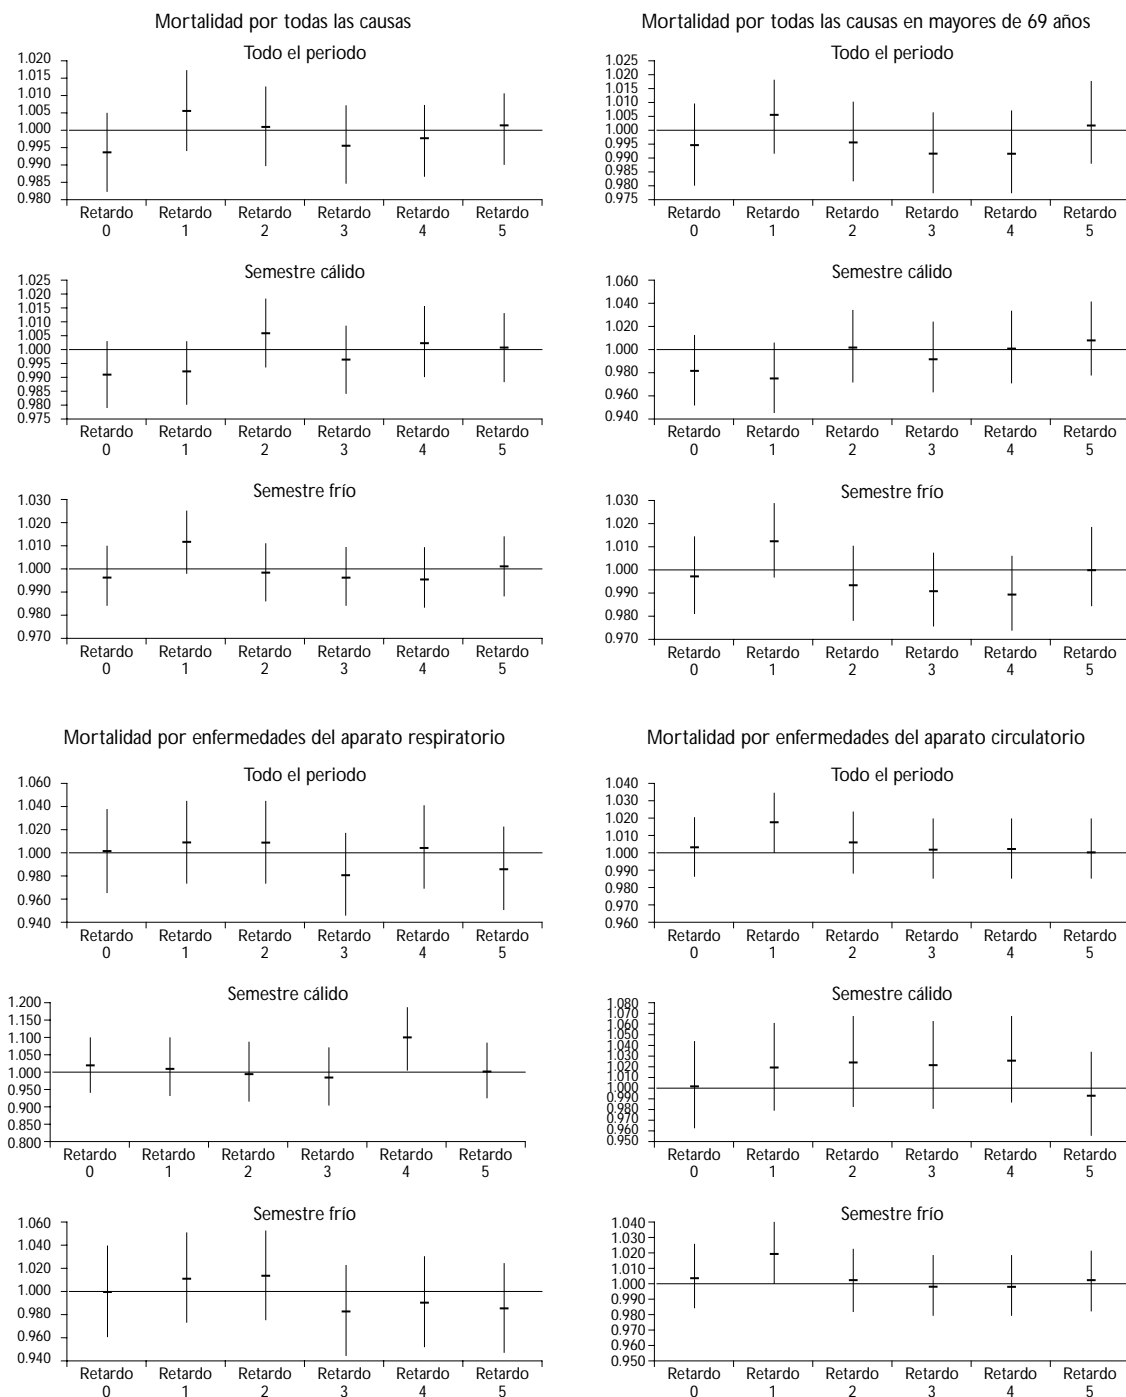 Mortalidad por todas las causas
Todo el periodo
1.020
1.015
1.010
1.005
1.000
0.995
0.990
0.985
0.980
Retardo Retardo Retardo Retardo Retardo Retardo
0 1 2 3 4 5
Semestre cálido
1.025
1.020
1.015
1.010
1.005
1.000
0.995
0.990
0.985
0.980
0.975
Retardo Retardo Retardo Retardo Retardo Retardo
0 1 2 3 4 5
Semestre frío
1.030
1.020
1.010
1.000
0.990
0.980
0.970
Retardo Retardo Retardo Retardo Retardo Retardo
0 1 2 3 4 5
Mortalidad por todas las causas en mayores de 69 años
Todo el periodo
1.025
1.020
1.015
1.010
1.005
1.000
0.995
0.990
0.985
0.980
0.975
Retardo Retardo Retardo Retardo Retardo Retardo
0 1 2 3 4 5
Semestre cálido
1.060
1.040
1.020
1.000
0.980
0.960
0.940
Retardo Retardo Retardo Retardo Retardo Retardo
0 1 2 3 4 5
Semestre frío
1.030
1.020
1.010
1.000
0.990
0.980
0.970
Retardo Retardo Retardo Retardo Retardo Retardo
0 1 2 3 4 5
Mortalidad por enfermedades del aparato respiratorio
Todo el periodo
1.060
1.040
1.020
1.000
0.980
0.960
0.940
Retardo Retardo Retardo Retardo Retardo Retardo
0 1 2 3 4 5
Semestre cálido
1.200
1.150
1.100
1.050
1.000
0.950
0.900
0.850
0.800
Retardo Retardo Retardo Retardo Retardo Retardo
0 1 2 3 4 5
Semestre frío
1.060
1.040
1.020
1.000
0.980
0.960
0.940
Retardo Retardo Retardo Retardo Retardo Retardo
0 1 2 3 4 5
Mortalidad por enfermedades del aparato circulatorio
Todo el periodo
1.040
1.030
1.020
1.010
1.000
0.990
0.980
0.970
0.960
Retardo Retardo Retardo Retardo Retardo Retardo
0 1 2 3 4 5
Semestre cálido
1.080
1.070
1.060
1.050
1.040
1.030
1.020
1.010
1.000
0.990
0.980
0.970
0.960
0.950
Retardo Retardo Retardo Retardo Retardo Retardo
0 1 2 3 4 5
Semestre frío
1.040
1.030
1.020
1.010
1.000
0.990
0.980
0.970
0.960
0.950
Retardo Retardo Retardo Retardo Retardo Retardo
0 1 2 3 4 5